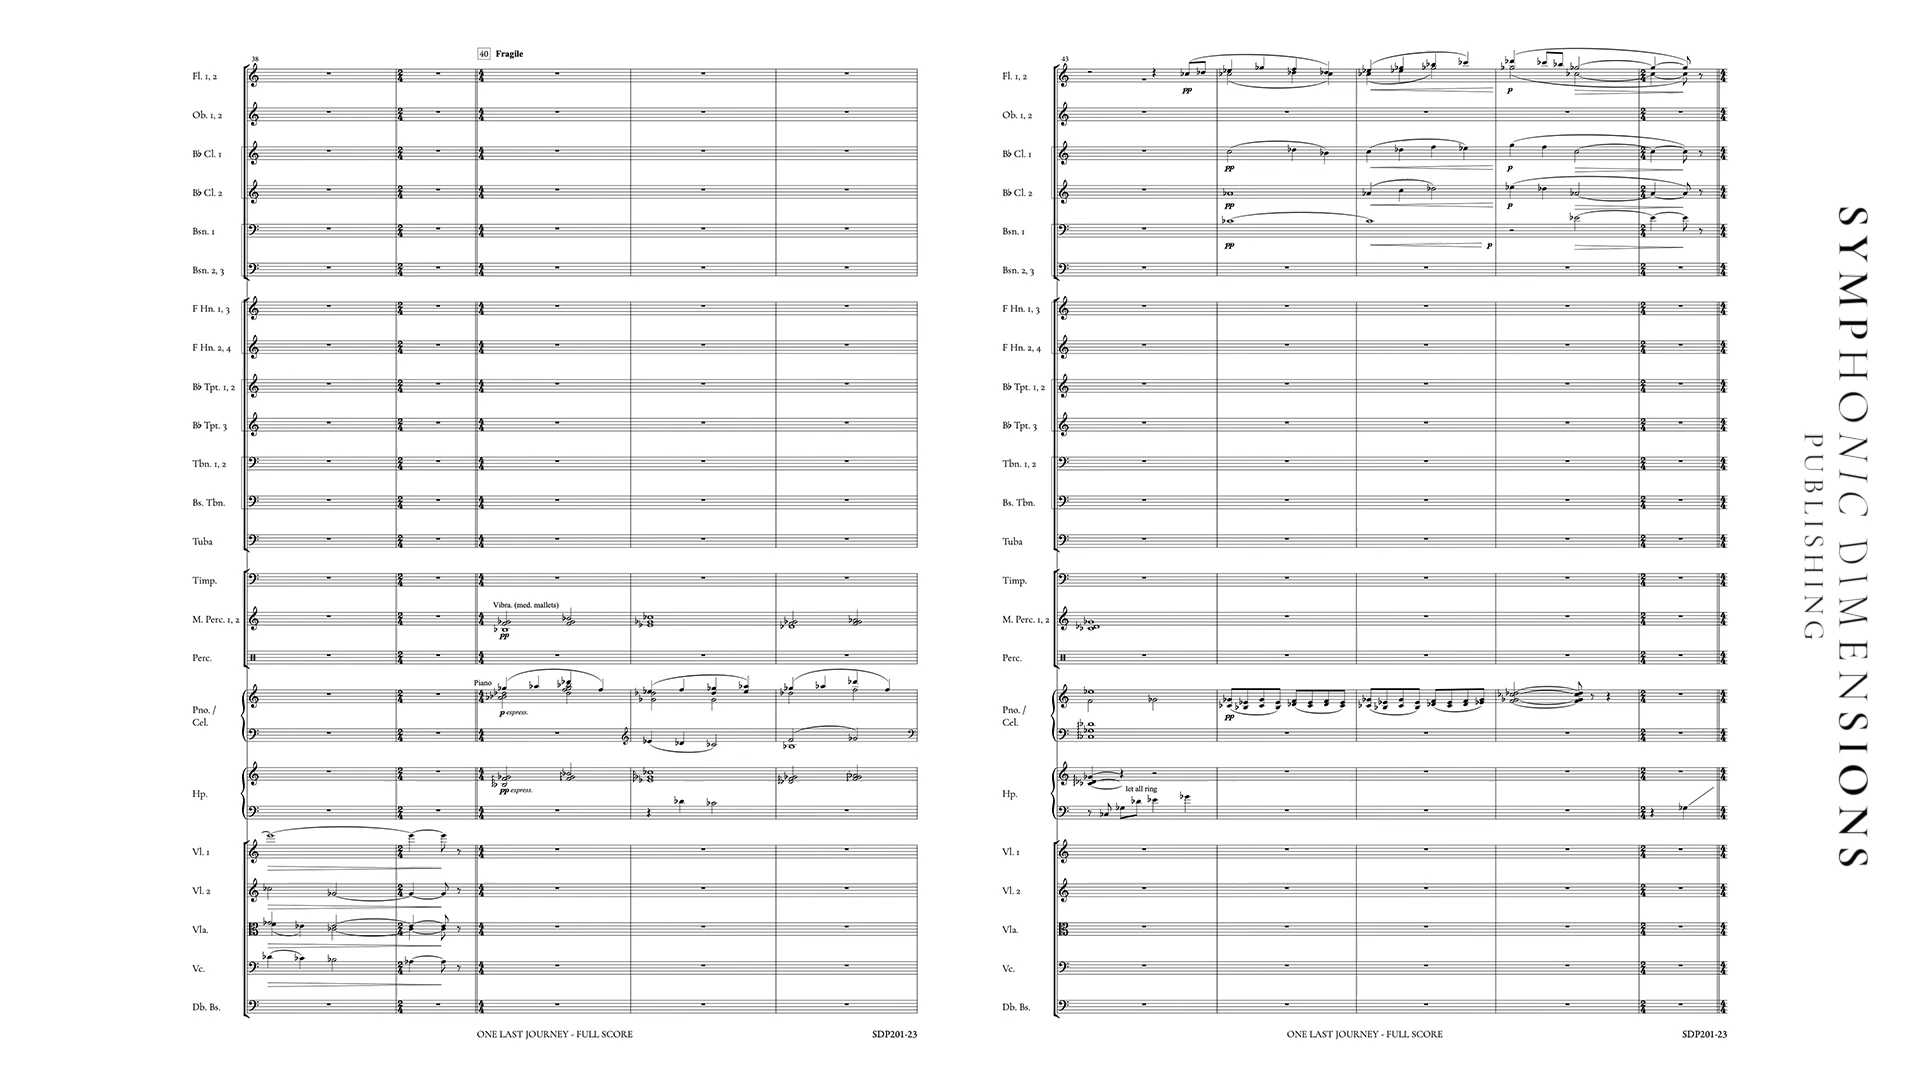 38
40 Fragile
Fl. 1, 2
Ob. 1, 2
B♭ Cl. 1
B♭ Cl. 2
Bsn. 1
Bsn. 2, 3
F Hn. 1, 3
F Hn. 2, 4
B♭ Tpt. 1, 2
B♭ Tpt. 3
Tbn. 1, 2
Bs. Tbn.
Tuba
Timp.
Vibra. (med. mallets)
M. Perc. 1, 2
pp
Perc.
Piano
Pno. /
Cel.
p espress.
Hp.
pp espress.
Vl. 1
Vl. 2
Vla.
Vc.
Db. Bs.
ONE LAST JOURNEY - FULL SCORE
SDP201-23
43
Fl. 1, 2
pp
p
Ob. 1, 2
B♭ Cl. 1
pp
p
B♭ Cl. 2
pp
p
Bsn. 1
pp
p
Bsn. 2, 3
F Hn. 1, 3
F Hn. 2, 4
B♭ Tpt. 1, 2
B♭ Tpt. 3
Tbn. 1, 2
Bs. Tbn.
Tuba
Timp.
M. Perc. 1, 2
Perc.
Pno. /
Cel.
pp
Hp.
let all ring
Vl. 1
Vl. 2
Vla.
Vc.
Db. Bs.
ONE LAST JOURNEY - FULL SCORE
SDP201-23
SYMPHONIC DIMENSIONS
PUBLISHING